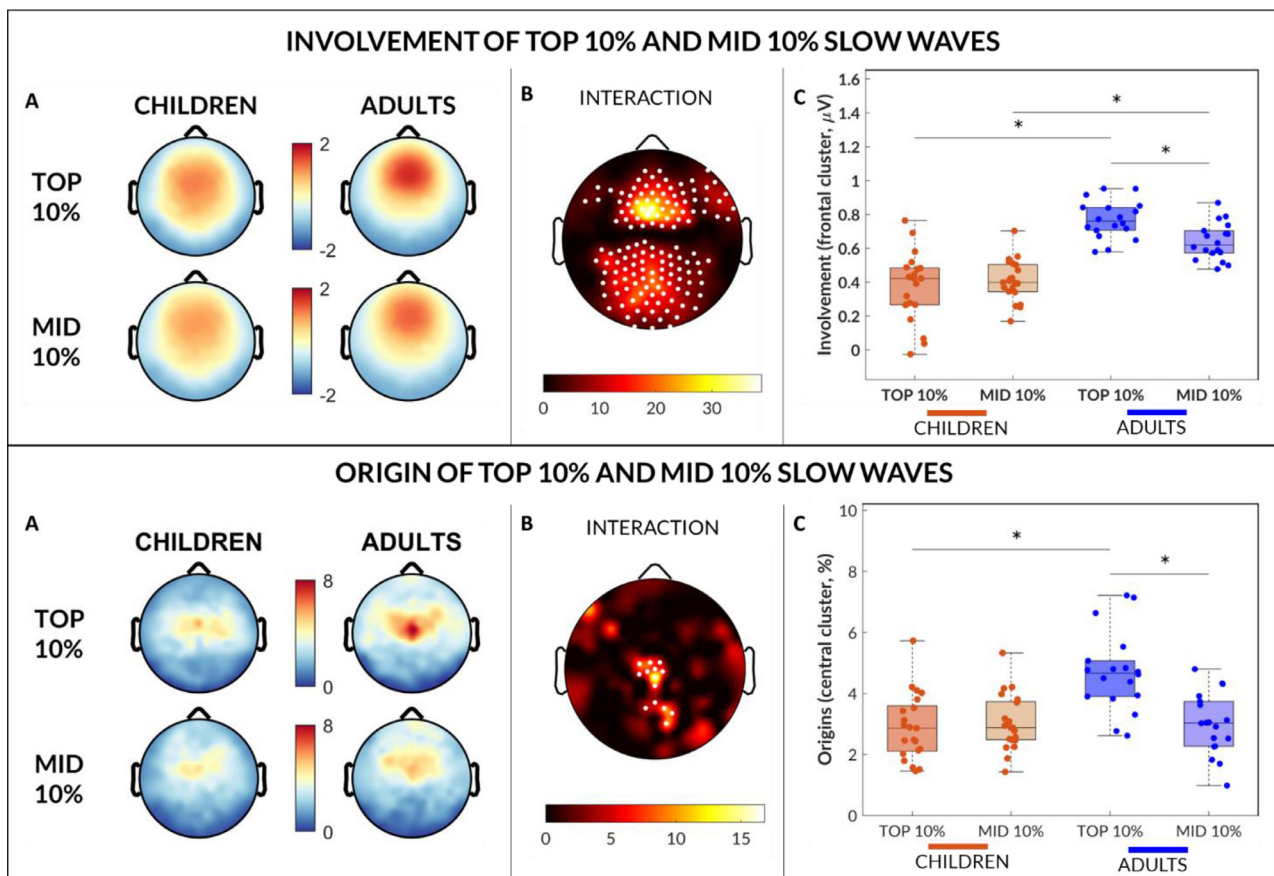 INVOLVEMENT OF TOP 10% AND MID 10% SLOW WAVES
A
CHILDREN
ADULTS
TOP
10%
2
-2
MID
10%
2
-2
B
INTERACTION
0 10 20 30
C
Involvement (frontal cluster, μV)
1.6
1.4
1.2
1
0.8
0.6
0.4
0.2
0
*
*
*
TOP 10% MID 10% TOP 10% MID 10%
CHILDREN ADULTS
ORIGIN OF TOP 10% AND MID 10% SLOW WAVES
A
CHILDREN
ADULTS
TOP
10%
8
0
MID
10%
8
0
B
INTERACTION
0 5 10 15
C
Origins (central cluster, %)
10
8
6
4
2
0
*
*
TOP 10% MID 10% TOP 10% MID 10%
CHILDREN ADULTS